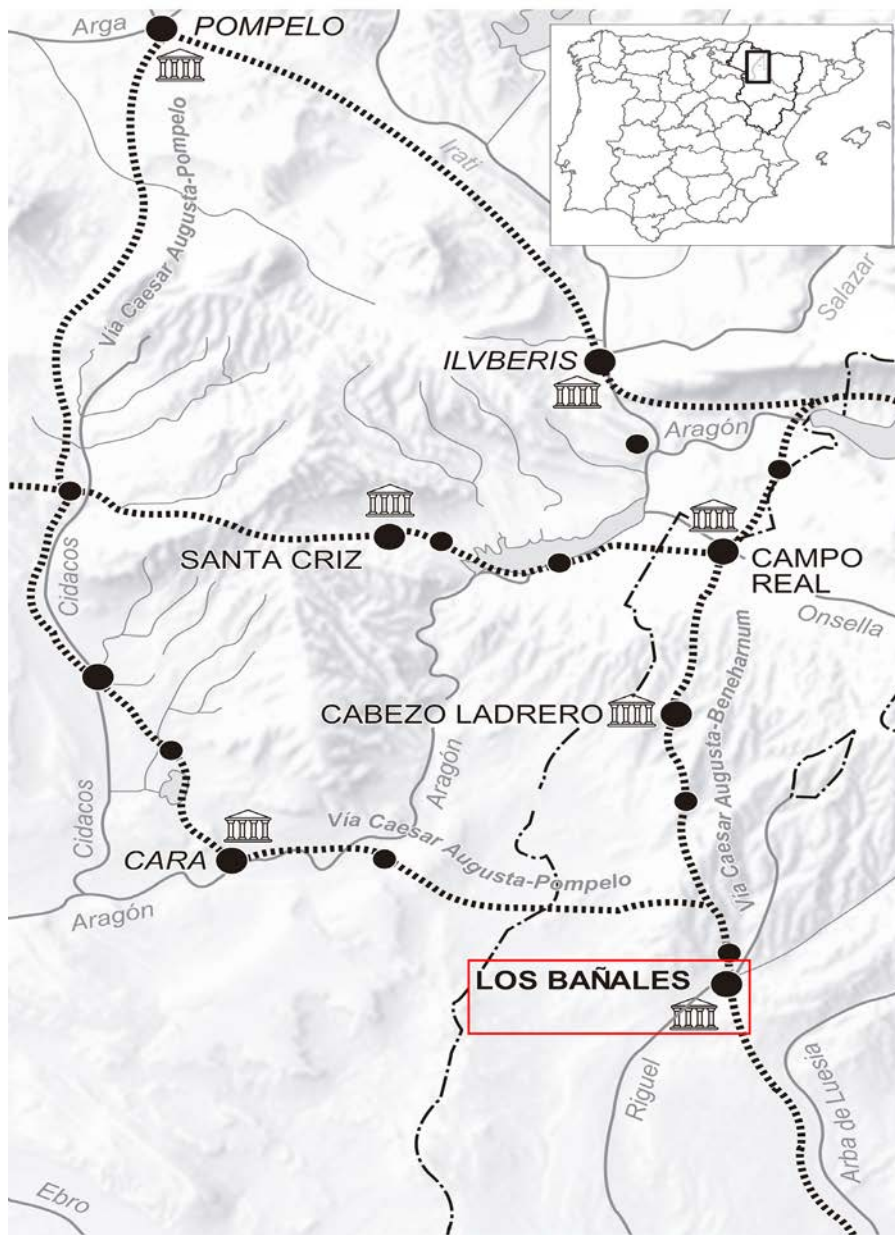 Arga
POMPELO
Vía Caesar Augusta-Pompelo
Irati
Salazar
ILVBERIS
Aragón
SANTA CRIZ
CAMPO
REAL
Cidacos
Onsella
CABEZO LADRERO
Vía Caesar Augusta-Beneharnum
Aragón
Cidacos
Vía Caesar Augusta-Pompelo
CARA
Aragón
LOS BAÑALES
Riguel
Arba de Luesia
Ebro